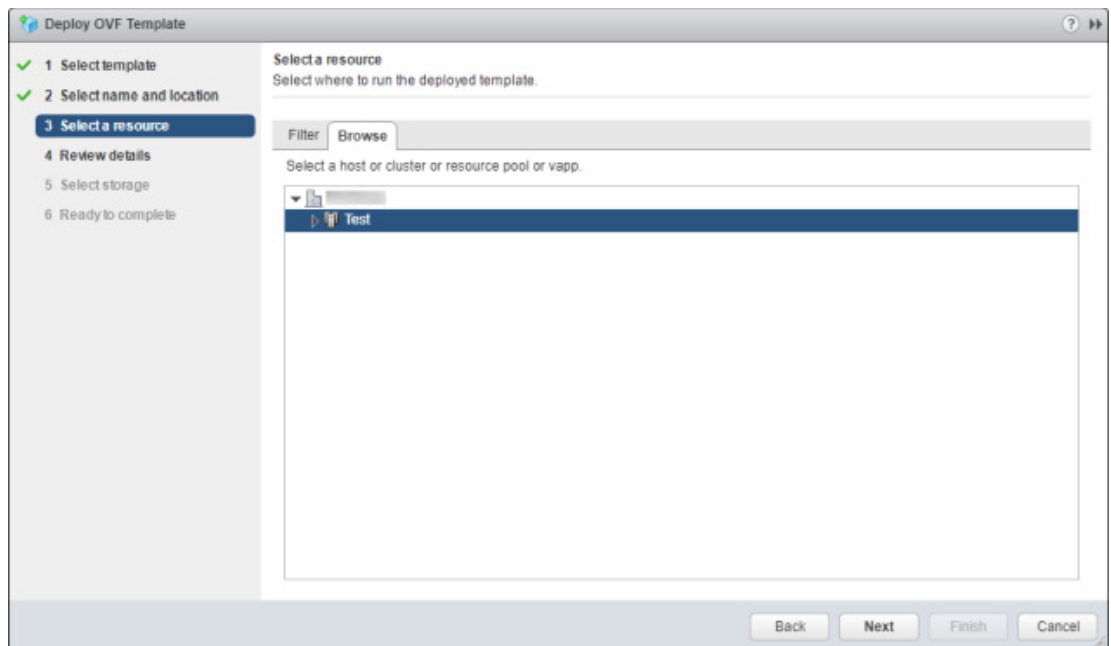 Deploy OVF Template
?
1 Select template
2 Select name and location
3 Select a resource
4 Review details
5 Select storage
6 Ready to complete
Select a resource
Select where to run the deployed template.
Filter Browse
Select a host or cluster or resource pool or vapp.
Test
Back Next Finish Cancel